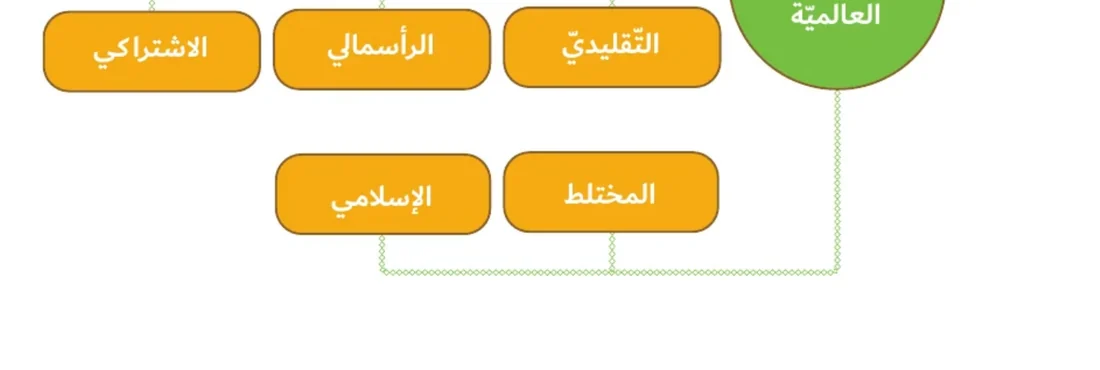 العالميّة
التّقليديّ
الرأسمالي
الاشتراكي
المختلط
الإسلامي